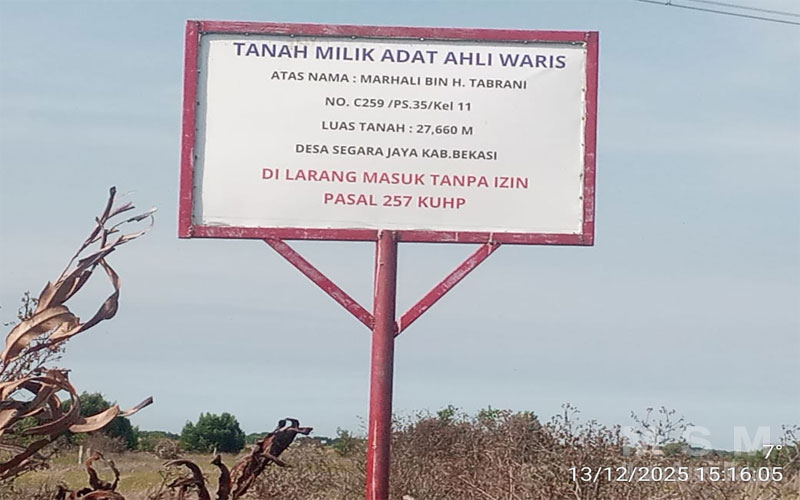 TANAH MILIK ADAT AHLI WARIS
ATAS NAMA : MARHALI BIN H. TABRANI
NO. C259 /PS.35/Kel 11
LUAS TANAH : 27,660 M
DESA SEGARA JAYA KAB.BEKASI
DI LARANG MASUK TANPA IZIN
PASAL 257 KUHP
M S M
7°
13/12/2025 15:16:05